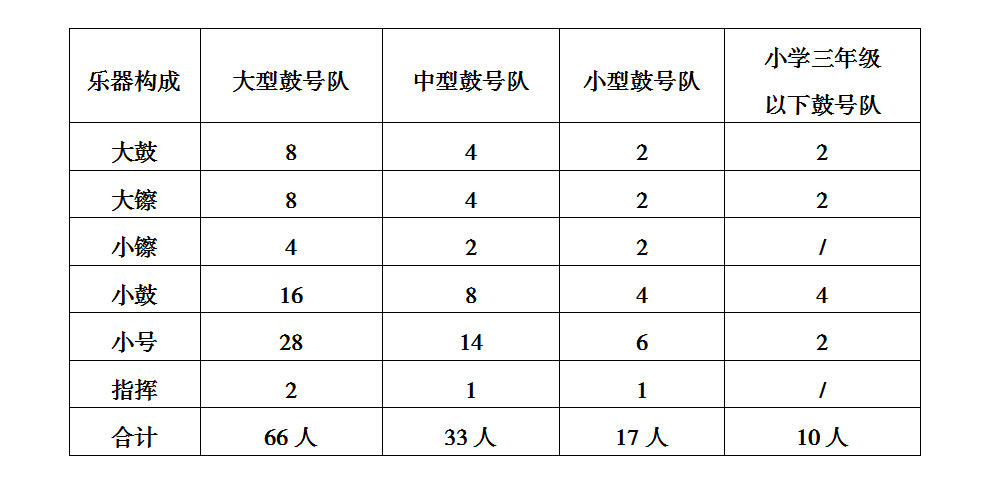 乐器构成 大型鼓号队 中型鼓号队 小型鼓号队 小学三年级
以下鼓号队
大鼓 8 4 2 2
大镲 8 4 2 2
小镲 4 2 2 /
小鼓 16 8 4 4
小号 28 14 6 2
指挥 2 1 1 /
合计 66 人 33 人 17 人 10 人